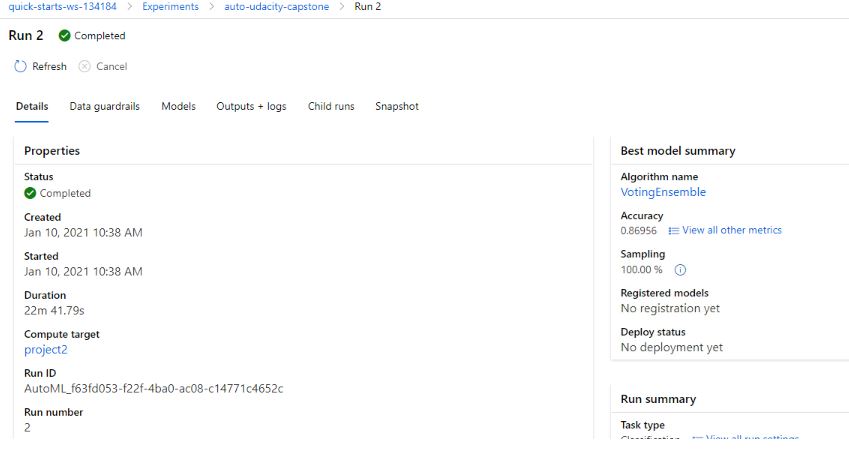 quick-starts-ws-134184 > Experiments > auto-udacity-capstone > Run 2
Run 2 Completed
Refresh Cancel
Details Data guardrails Models Outputs + logs Child runs Snapshot
Properties
Status
Completed
Created
Jan 10, 2021 10:38 AM
Started
Jan 10, 2021 10:38 AM
Duration
22m 41.79s
Compute target
project2
Run ID
AutoML_f63fd053-f22f-4ba0-ac08-c14771c4652c
Run number
2
Best model summary
Algorithm name
VotingEnsemble
Accuracy
0.86956 View all other metrics
Sampling
100.00 %
Registered models
No registration yet
Deploy status
No deployment yet
Run summary
Task type
Classification View all run settings